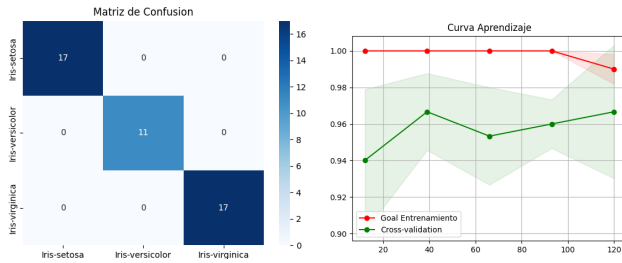 Matriz de Confusion
Iris-setosa
Iris-versicolor
Iris-virginica
17 0 0
0 11 0
0 0 17
Iris-setosa Iris-versicolor Iris-virginica
16
14
12
10
8
6
4
2
0
Curva Aprendizaje
1.00
0.98
0.96
0.94
0.92
0.90
20 40 60 80 100 120
Goal Entrenamiento
Cross-validation